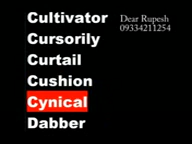 Cultivator
Cursorily
Curtail
Cushion
Cynical
Dabber
Dear Rupesh
09334211254